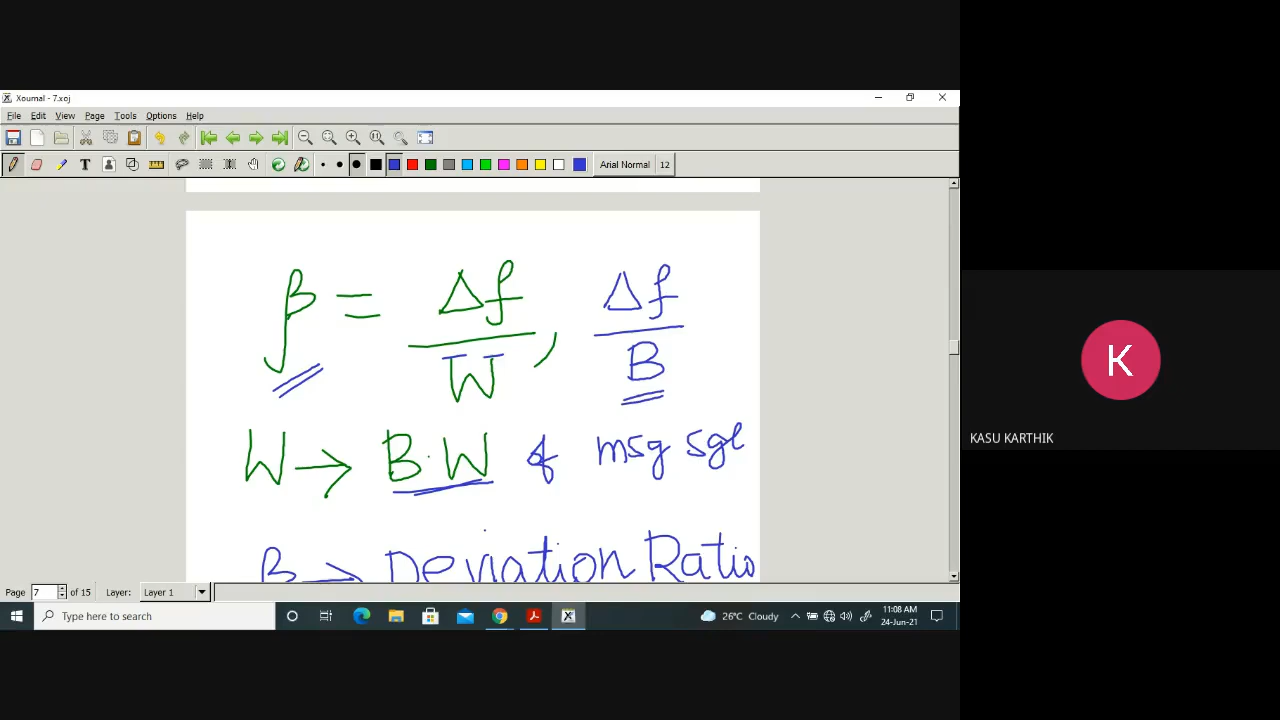 Xournal - 7.xoj
File Edit View Page Tools Options Help
Arial Normal 12
β = Δf / W , Δf / B
W → B.W of msg sgl
β → Deviation Ratio
K
KASU KARTHIK
Page 7 of 15 Layer: Layer 1
Type here to search
26°C Cloudy
11:08 AM
24-Jun-21